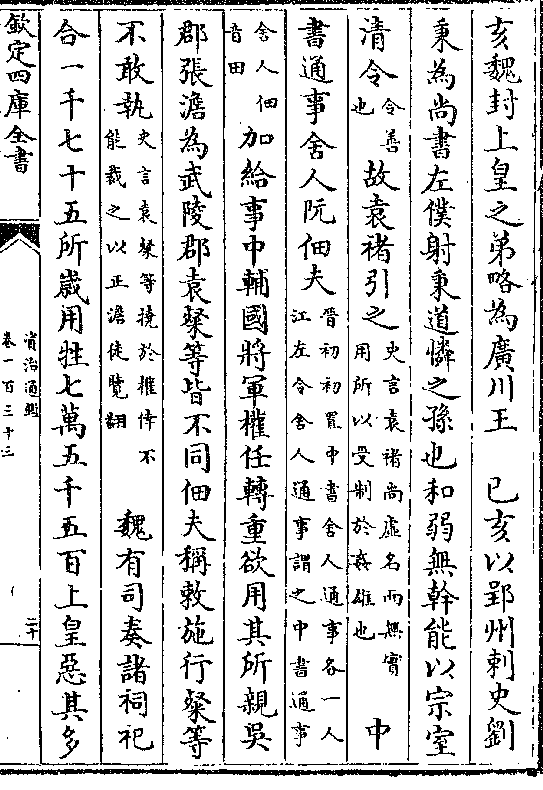 亥魏封上皇之弟略為廣川王　己亥以郢州刺史劉
秉為尚書左僕射秉道憐之孫也和弱無幹能以宗室
清令令善也故袁禇引之史言袁禇尚虚名而無實用所以受制於姦雄也　中
書通事舍人阮佃夫晉初初置中書舍人通事各一人江左令舍人通事謂之中書通事
舍人佃音田加給事中輔國將軍權任轉重欲用其所親吳
郡張澹為武陵郡袁粲等皆不同佃夫稱敕施行粲等
不敢執史言袁粲等撓於權倖不能裁之以正澹徒覽翻　魏有司奏諸祠祀
合一千七十五所歳用牲七萬五千五百上皇惡其多
欽定四庫全書
資治通鑑
卷一百三十三
二十